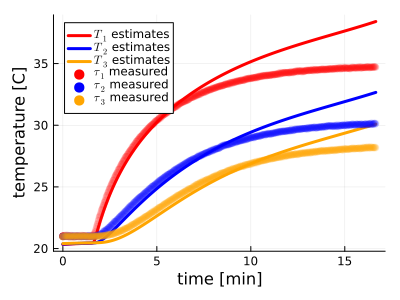 T₁ estimates
T₂ estimates
T₃ estimates
τ₁ measured
τ₂ measured
τ₃ measured
temperature [C]
35
30
25
20
0 5 10 15
time [min]